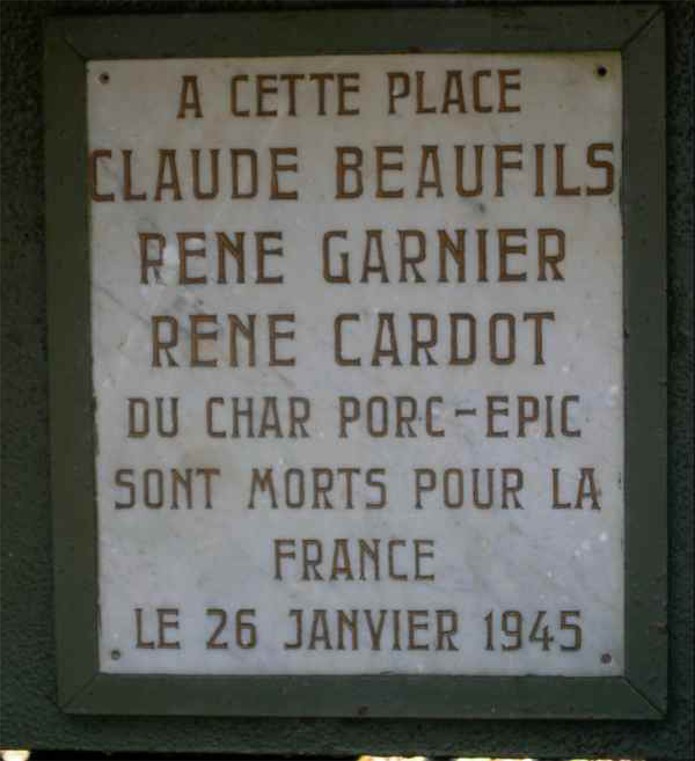 A CETTE PLACE
CLAUDE BEAUFILS
RENE GARNIER
RENE CARDOT
DU CHAR PORC-EPIC
SONT MORTS POUR LA
FRANCE
LE 26 JANVIER 1945